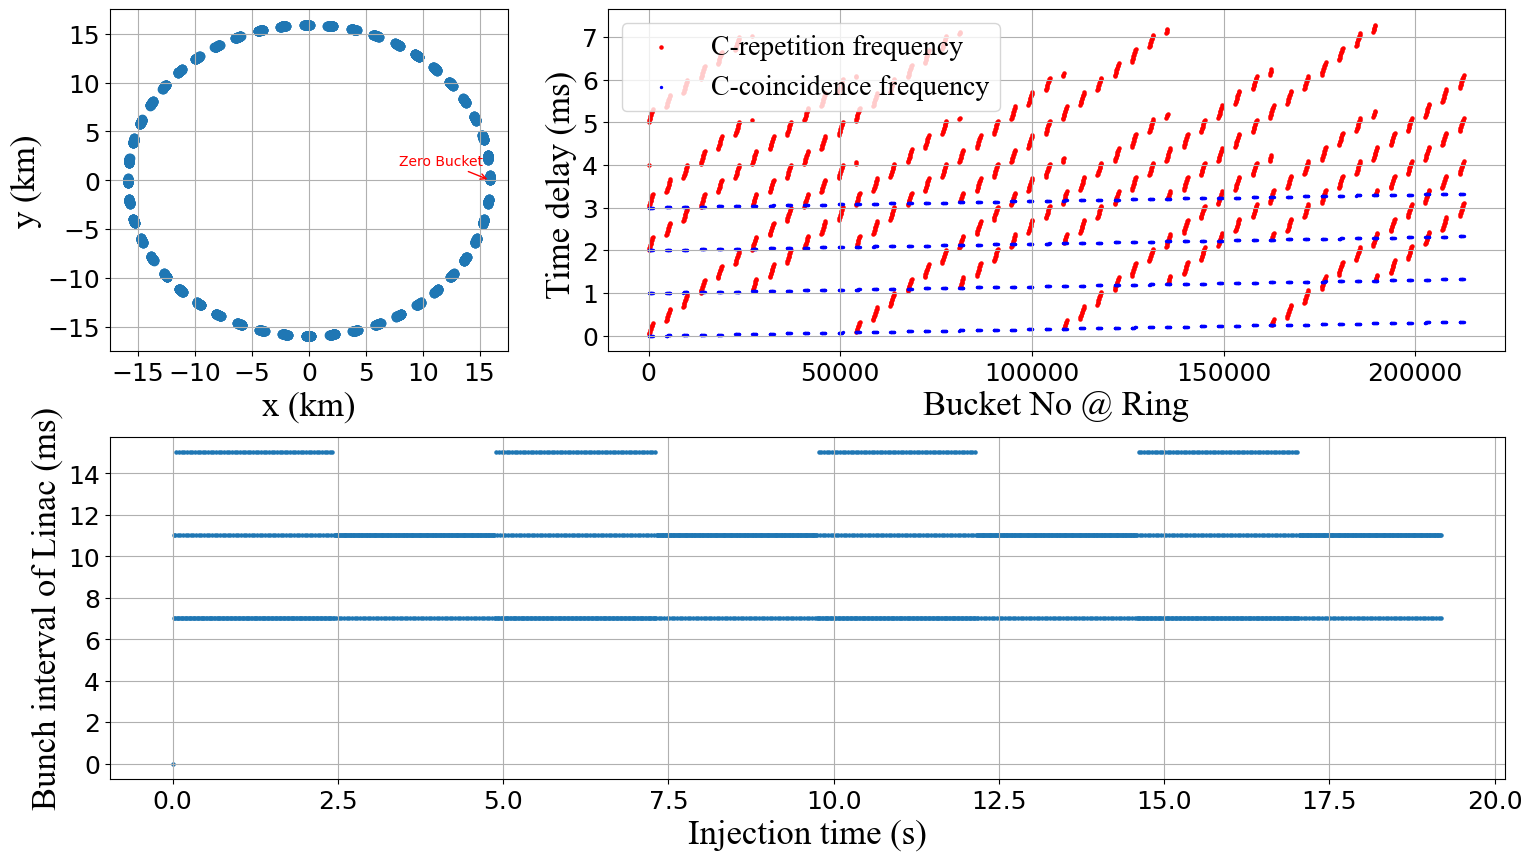 y (km)
15
10
5
0
−5
−10
−15
Zero Bucket
−15 −10 −5 0 5 10 15
x (km)
Time delay (ms)
7
6
5
4
3
2
1
0
C-repetition frequency
C-coincidence frequency
0 50000 100000 150000 200000
Bucket No @ Ring
Bunch interval of Linac (ms)
14
12
10
8
6
4
2
0
0.0 2.5 5.0 7.5 10.0 12.5 15.0 17.5 20.0
Injection time (s)